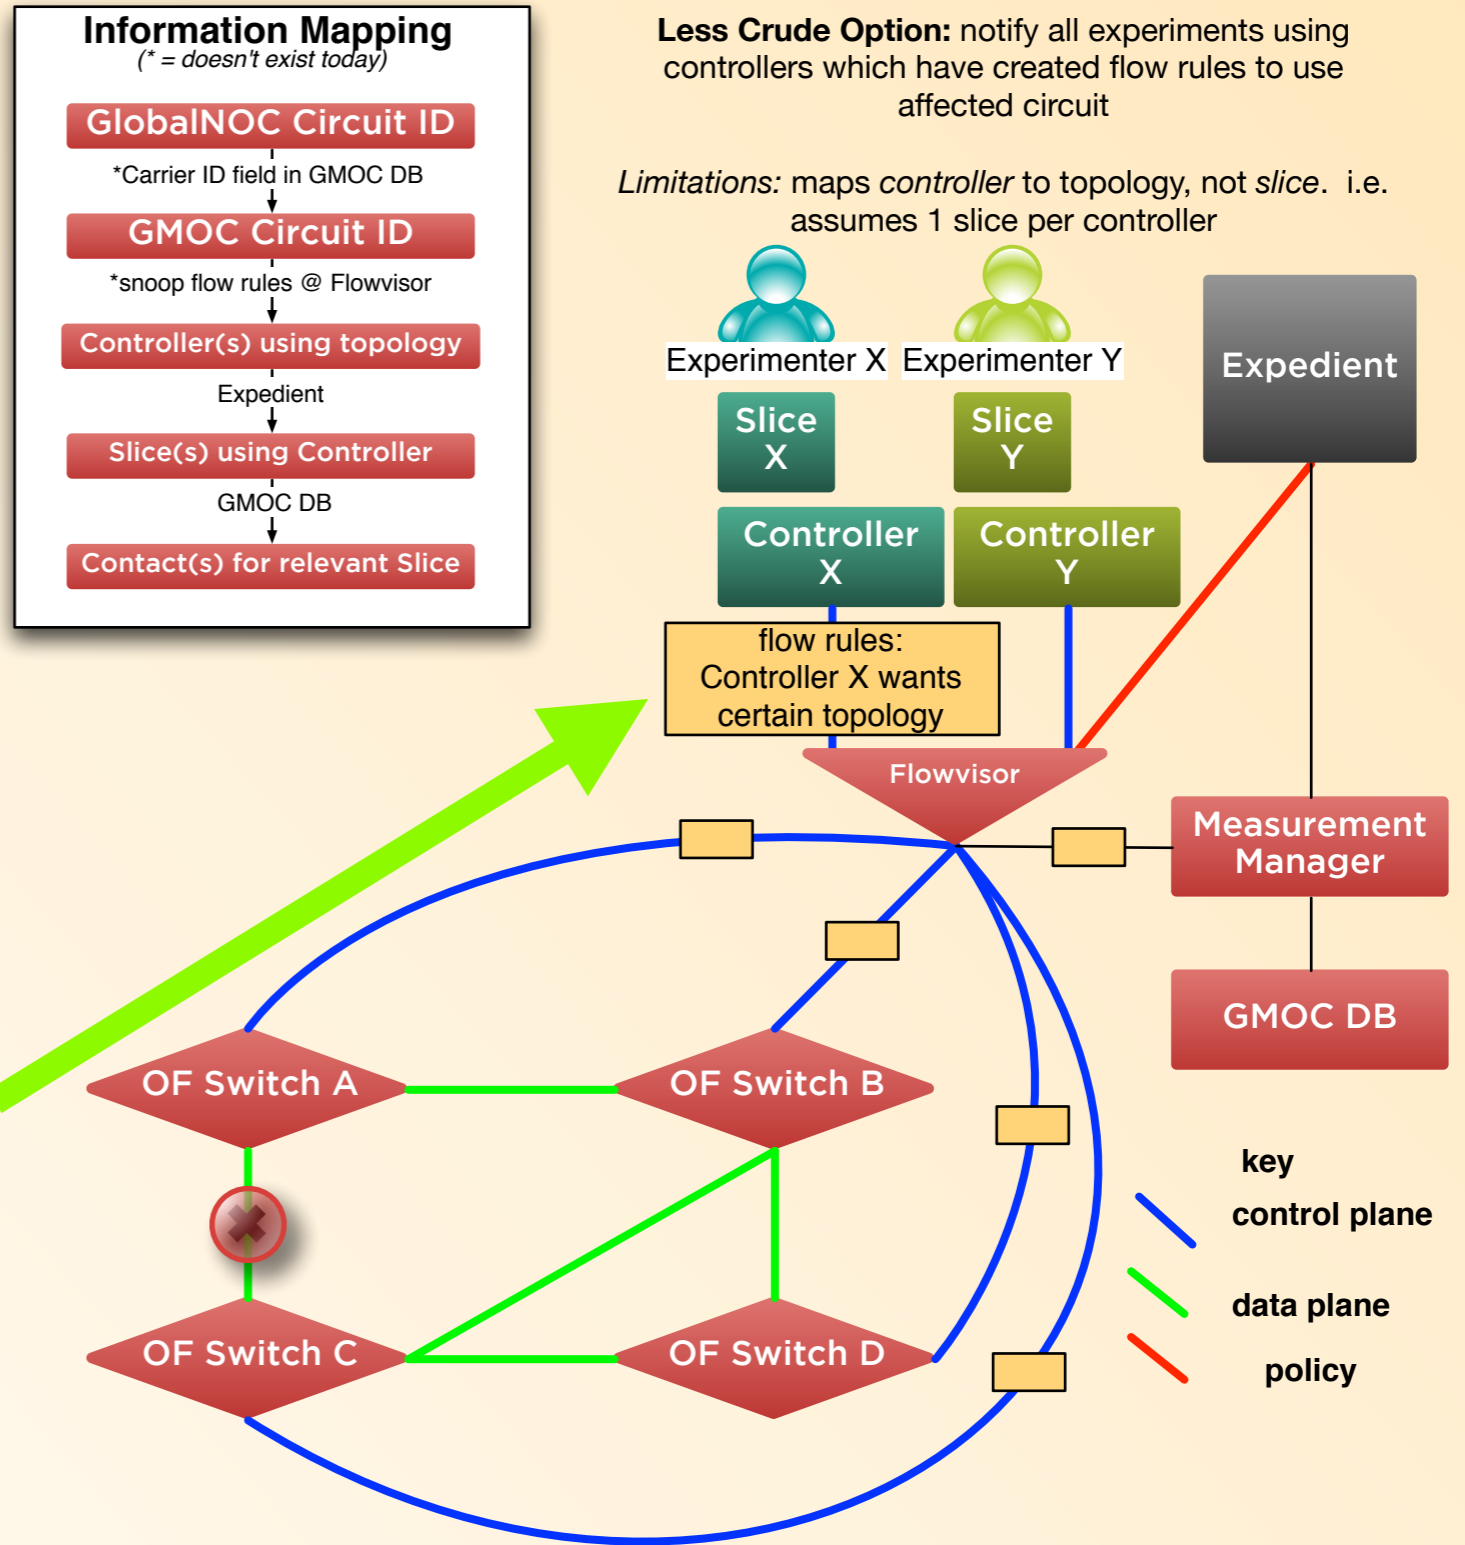 Information Mapping
(* = doesn't exist today)
GlobalNOC Circuit ID
*Carrier ID field in GMOC DB
GMOC Circuit ID
*snoop flow rules @ Flowvisor
Controller(s) using topology
Expedient
Slice(s) using Controller
GMOC DB
Contact(s) for relevant Slice
Less Crude Option: notify all experiments using
controllers which have created flow rules to use
affected circuit
Limitations: maps controller to topology, not slice.  i.e.
assumes 1 slice per controller
Experimenter X
Experimenter Y
Slice
X
Slice
Y
Controller
X
Controller
Y
Expedient
flow rules:
Controller X wants
certain topology
Flowvisor
Measurement
Manager
GMOC DB
OF Switch A
OF Switch B
OF Switch C
OF Switch D
key
control plane
data plane
policy